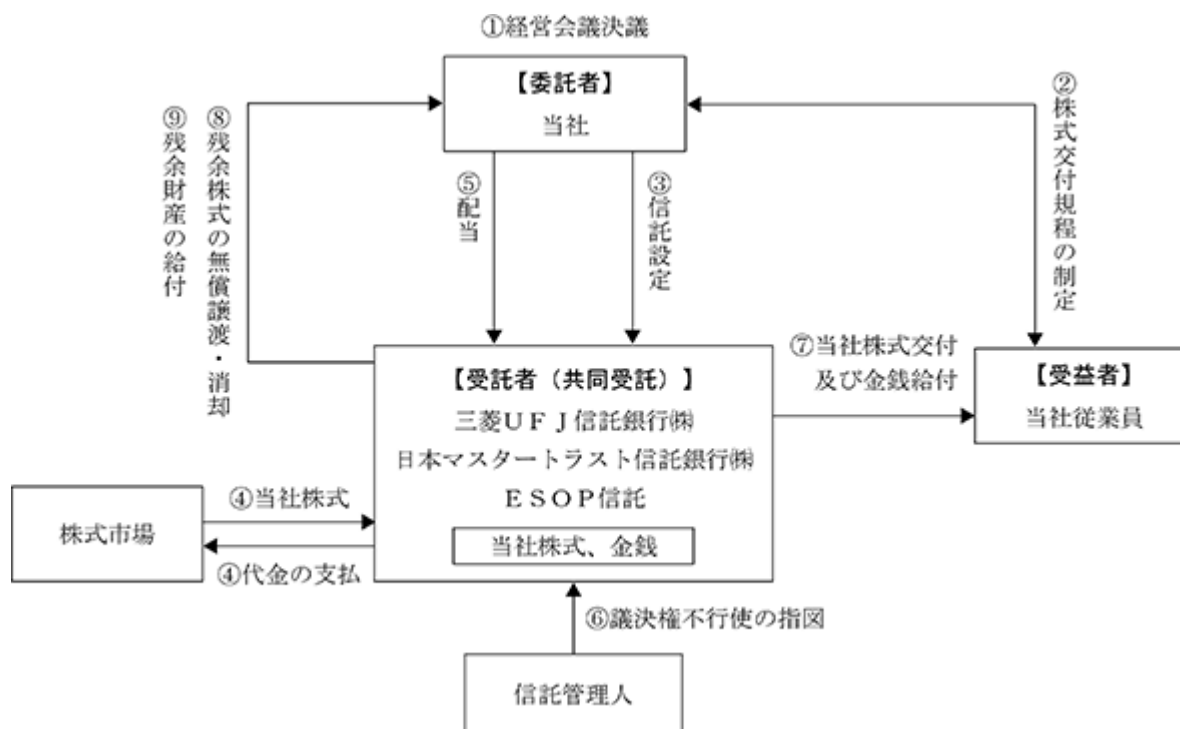 ①経営会議決議
【委託者】
当社
⑨残余財産の給付
⑧残余株式の無償譲渡・消却
⑤配当
③信託設定
②株式交付規程の制定
【受託者（共同受託）】
三菱ＵＦＪ信託銀行㈱
日本マスタートラスト信託銀行㈱
ＥＳＯＰ信託
当社株式、金銭
⑦当社株式交付
及び金銭給付
【受益者】
当社従業員
株式市場
④当社株式
④代金の支払
⑥議決権不行使の指図
信託管理人